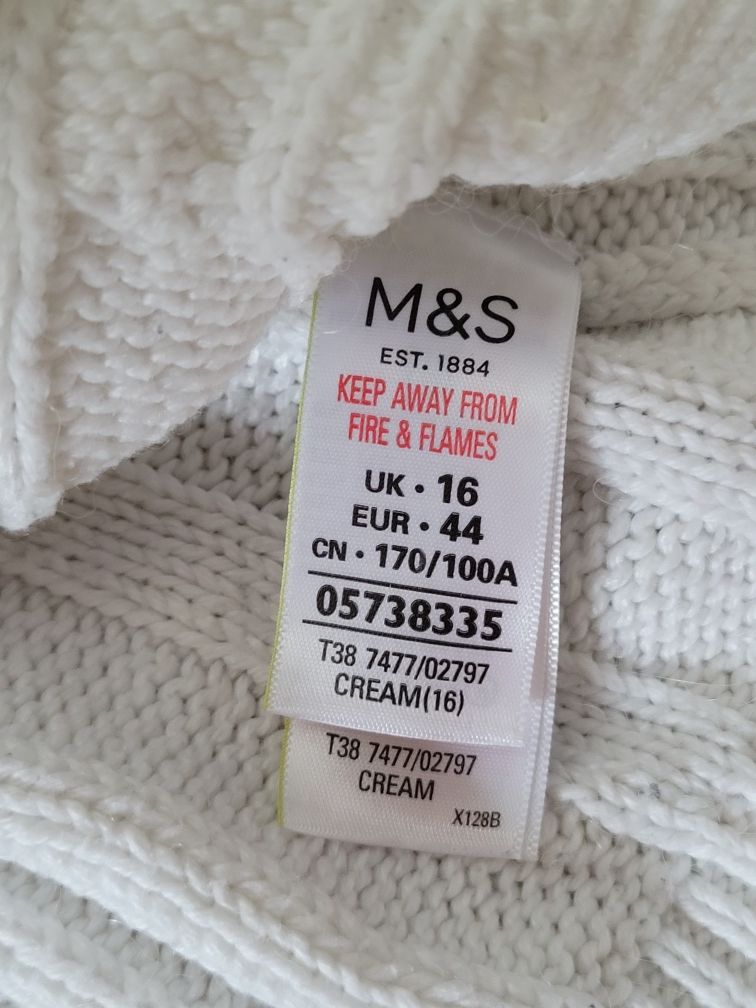 M&S
EST. 1884
KEEP AWAY FROM
FIRE & FLAMES
UK · 16
EUR · 44
CN · 170/100A
05738335
T38 7477/02797
CREAM(16)
T38 7477/02797
CREAM
X128B